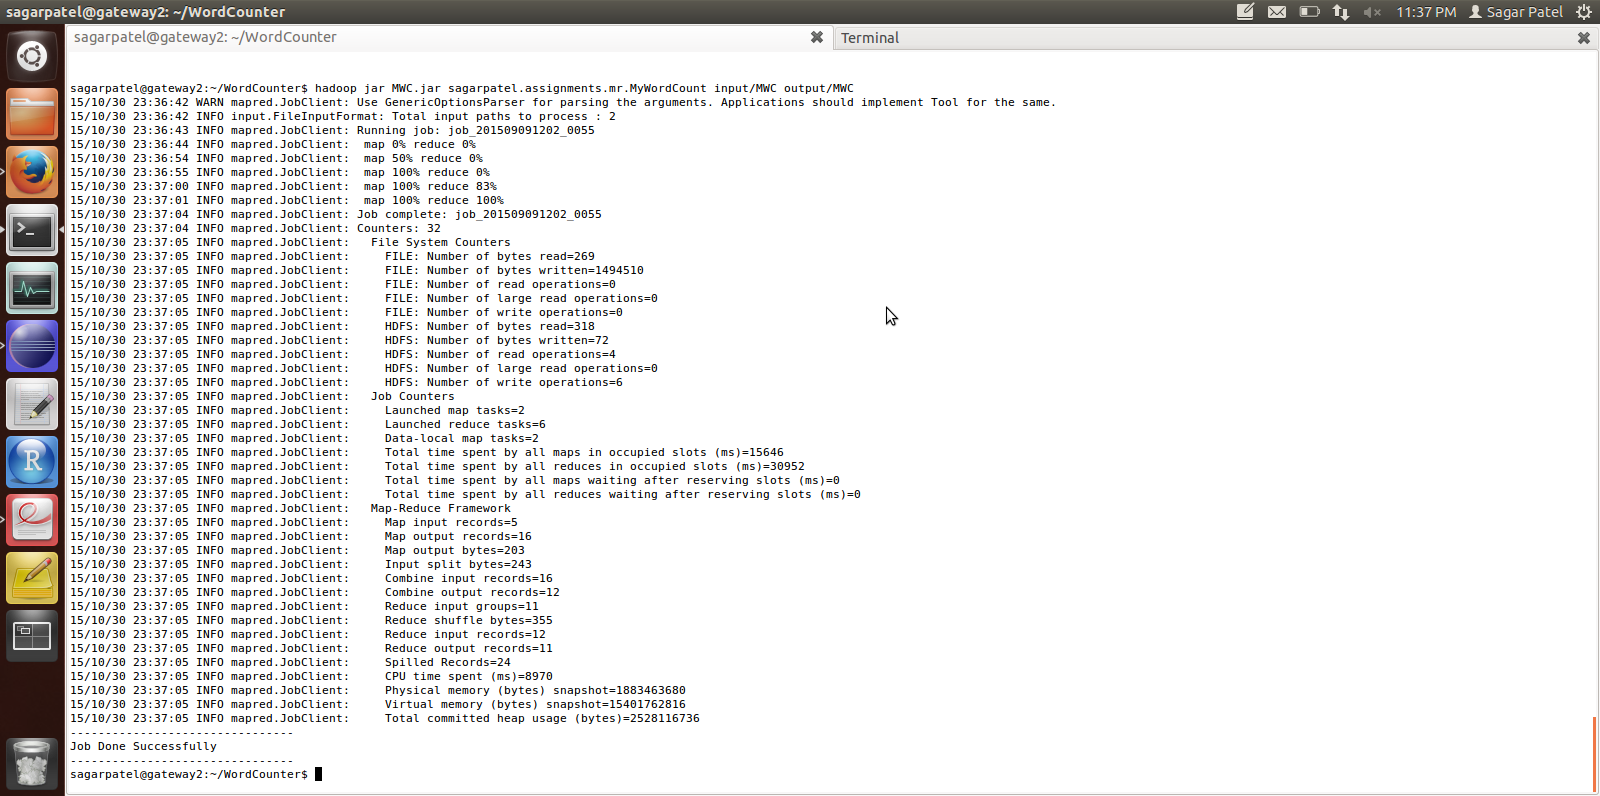 sagarpatel@gateway2: ~/WordCounter
11:37 PM
Sagar Patel
sagarpatel@gateway2: ~/WordCounter
Terminal
sagarpatel@gateway2:~/WordCounter$ hadoop jar MWC.jar sagarpatel.assignments.mr.MyWordCount input/MWC output/MWC
15/10/30 23:36:42 WARN mapred.JobClient: Use GenericOptionsParser for parsing the arguments. Applications should implement Tool for the same.
15/10/30 23:36:42 INFO input.FileInputFormat: Total input paths to process : 2
15/10/30 23:36:43 INFO mapred.JobClient: Running job: job_201509091202_0055
15/10/30 23:36:44 INFO mapred.JobClient:  map 0% reduce 0%
15/10/30 23:36:54 INFO mapred.JobClient:  map 50% reduce 0%
15/10/30 23:36:55 INFO mapred.JobClient:  map 100% reduce 0%
15/10/30 23:37:00 INFO mapred.JobClient:  map 100% reduce 83%
15/10/30 23:37:01 INFO mapred.JobClient:  map 100% reduce 100%
15/10/30 23:37:04 INFO mapred.JobClient: Job complete: job_201509091202_0055
15/10/30 23:37:04 INFO mapred.JobClient: Counters: 32
15/10/30 23:37:05 INFO mapred.JobClient:   File System Counters
15/10/30 23:37:05 INFO mapred.JobClient:     FILE: Number of bytes read=269
15/10/30 23:37:05 INFO mapred.JobClient:     FILE: Number of bytes written=1494510
15/10/30 23:37:05 INFO mapred.JobClient:     FILE: Number of read operations=0
15/10/30 23:37:05 INFO mapred.JobClient:     FILE: Number of large read operations=0
15/10/30 23:37:05 INFO mapred.JobClient:     FILE: Number of write operations=0
15/10/30 23:37:05 INFO mapred.JobClient:     HDFS: Number of bytes read=318
15/10/30 23:37:05 INFO mapred.JobClient:     HDFS: Number of bytes written=72
15/10/30 23:37:05 INFO mapred.JobClient:     HDFS: Number of read operations=4
15/10/30 23:37:05 INFO mapred.JobClient:     HDFS: Number of large read operations=0
15/10/30 23:37:05 INFO mapred.JobClient:     HDFS: Number of write operations=6
15/10/30 23:37:05 INFO mapred.JobClient:   Job Counters
15/10/30 23:37:05 INFO mapred.JobClient:     Launched map tasks=2
15/10/30 23:37:05 INFO mapred.JobClient:     Launched reduce tasks=6
15/10/30 23:37:05 INFO mapred.JobClient:     Data-local map tasks=2
15/10/30 23:37:05 INFO mapred.JobClient:     Total time spent by all maps in occupied slots (ms)=15646
15/10/30 23:37:05 INFO mapred.JobClient:     Total time spent by all reduces in occupied slots (ms)=30952
15/10/30 23:37:05 INFO mapred.JobClient:     Total time spent by all maps waiting after reserving slots (ms)=0
15/10/30 23:37:05 INFO mapred.JobClient:     Total time spent by all reduces waiting after reserving slots (ms)=0
15/10/30 23:37:05 INFO mapred.JobClient:   Map-Reduce Framework
15/10/30 23:37:05 INFO mapred.JobClient:     Map input records=5
15/10/30 23:37:05 INFO mapred.JobClient:     Map output records=16
15/10/30 23:37:05 INFO mapred.JobClient:     Map output bytes=203
15/10/30 23:37:05 INFO mapred.JobClient:     Input split bytes=243
15/10/30 23:37:05 INFO mapred.JobClient:     Combine input records=16
15/10/30 23:37:05 INFO mapred.JobClient:     Combine output records=12
15/10/30 23:37:05 INFO mapred.JobClient:     Reduce input groups=11
15/10/30 23:37:05 INFO mapred.JobClient:     Reduce shuffle bytes=355
15/10/30 23:37:05 INFO mapred.JobClient:     Reduce input records=12
15/10/30 23:37:05 INFO mapred.JobClient:     Reduce output records=11
15/10/30 23:37:05 INFO mapred.JobClient:     Spilled Records=24
15/10/30 23:37:05 INFO mapred.JobClient:     CPU time spent (ms)=8970
15/10/30 23:37:05 INFO mapred.JobClient:     Physical memory (bytes) snapshot=1883463680
15/10/30 23:37:05 INFO mapred.JobClient:     Virtual memory (bytes) snapshot=15401762816
15/10/30 23:37:05 INFO mapred.JobClient:     Total committed heap usage (bytes)=2528116736
--------------------------------
Job Done Successfully
--------------------------------
sagarpatel@gateway2:~/WordCounter$
R